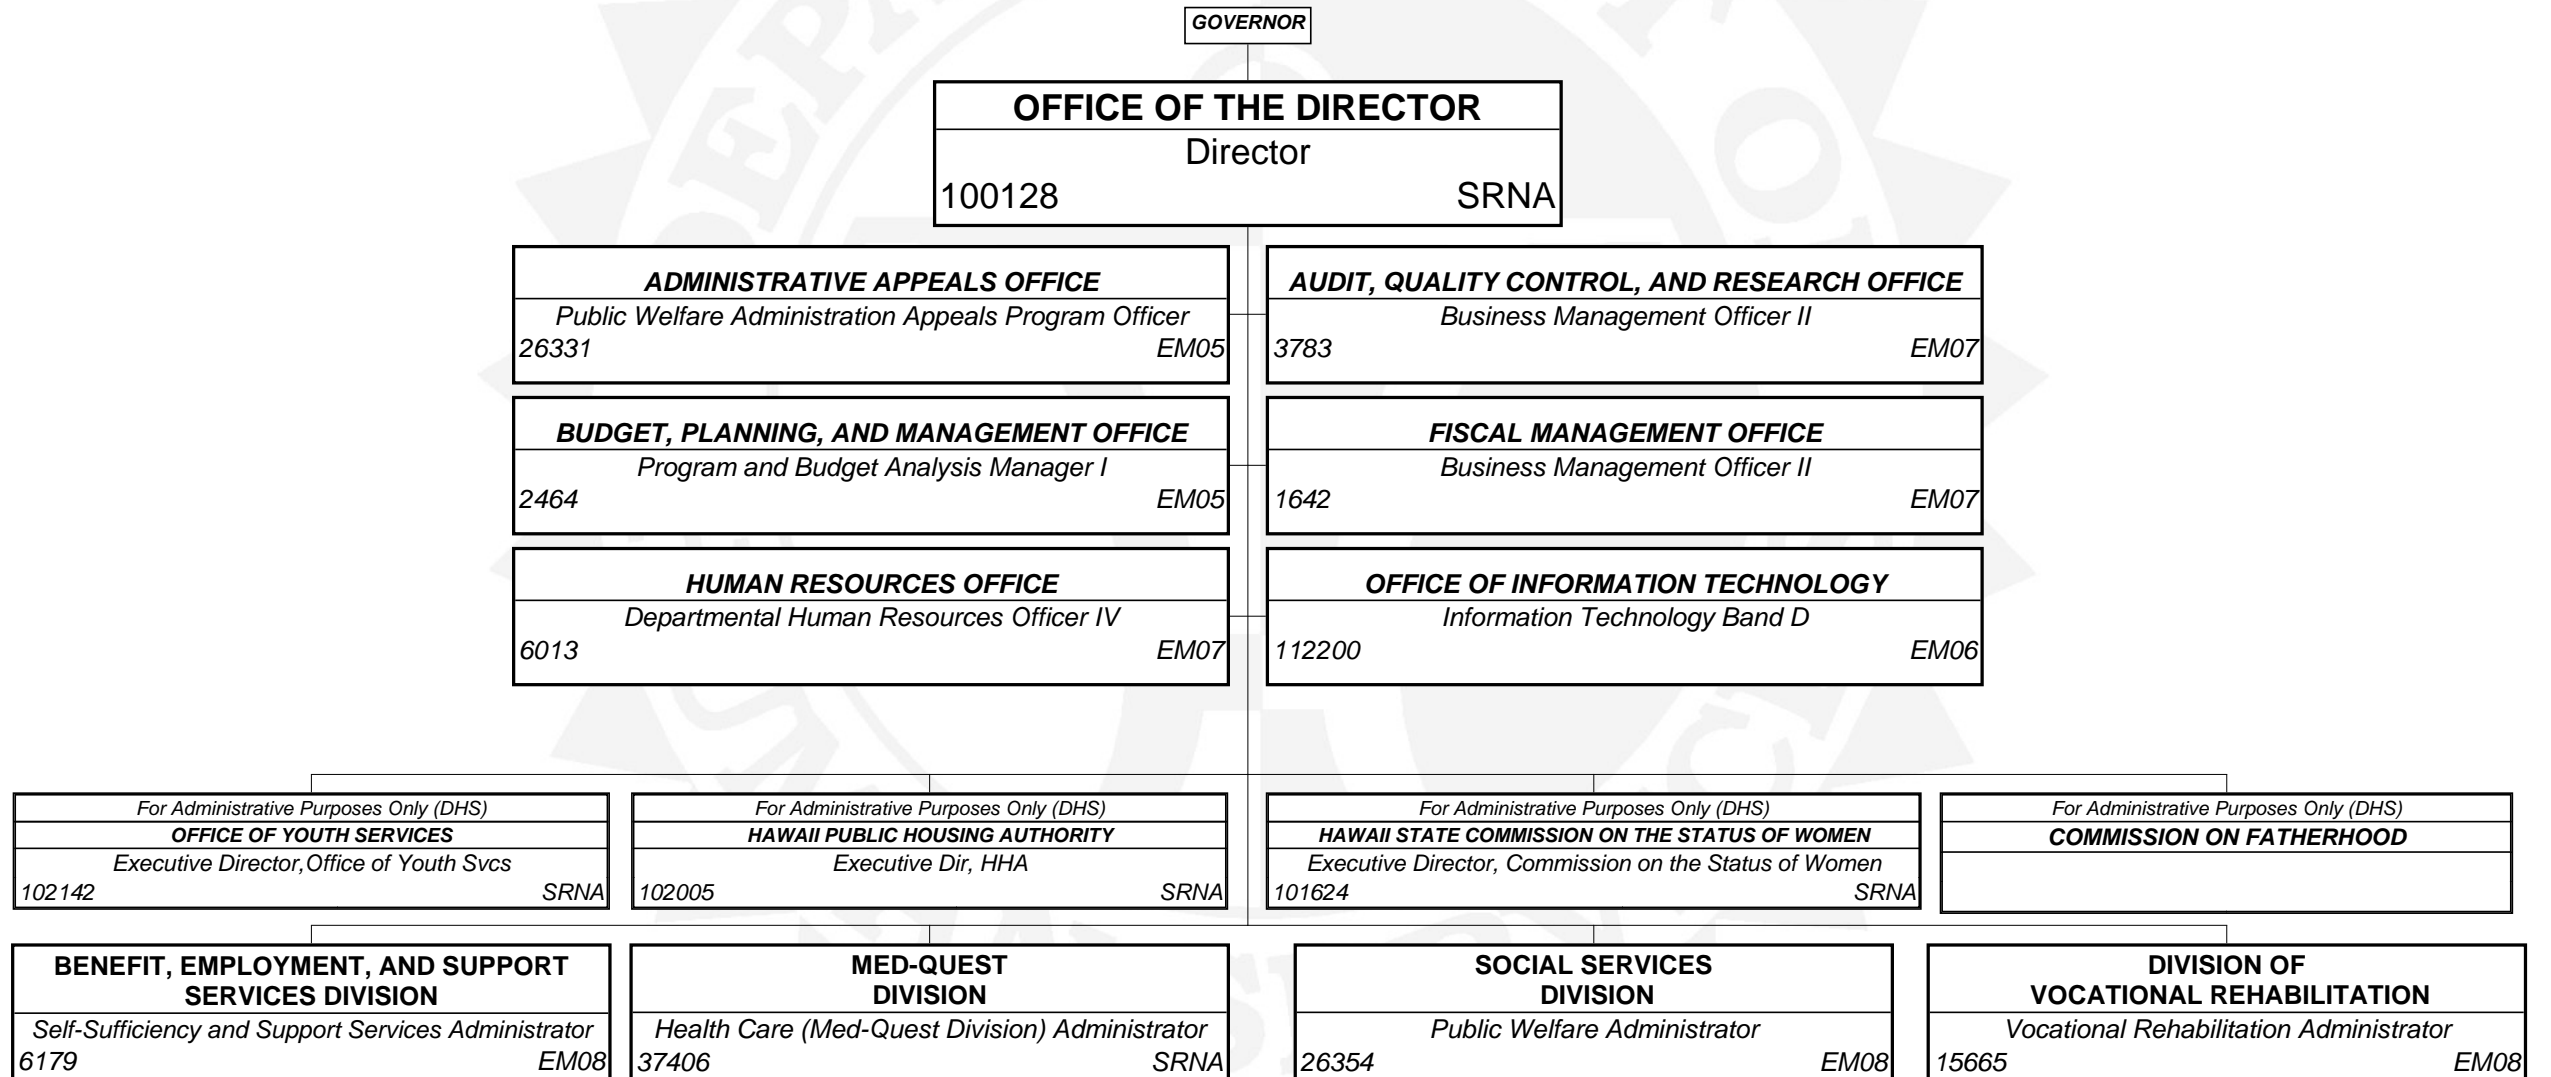 GOVERNOR
OFFICE OF THE DIRECTOR
Director
100128 SRNA
ADMINISTRATIVE APPEALS OFFICE
Public Welfare Administration Appeals Program Officer
26331 EM05
AUDIT, QUALITY CONTROL, AND RESEARCH OFFICE
Business Management Officer II
3783 EM07
BUDGET, PLANNING, AND MANAGEMENT OFFICE
Program and Budget Analysis Manager I
2464 EM05
FISCAL MANAGEMENT OFFICE
Business Management Officer II
1642 EM07
HUMAN RESOURCES OFFICE
Departmental Human Resources Officer IV
6013 EM07
OFFICE OF INFORMATION TECHNOLOGY
Information Technology Band D
112200 EM06
For Administrative Purposes Only (DHS)
OFFICE OF YOUTH SERVICES
Executive Director,Office of Youth Svcs
102142 SRNA
For Administrative Purposes Only (DHS)
HAWAII PUBLIC HOUSING AUTHORITY
Executive Dir, HHA
102005 SRNA
For Administrative Purposes Only (DHS)
HAWAII STATE COMMISSION ON THE STATUS OF WOMEN
Executive Director, Commission on the Status of Women
101624 SRNA
For Administrative Purposes Only (DHS)
COMMISSION ON FATHERHOOD
BENEFIT, EMPLOYMENT, AND SUPPORT
SERVICES DIVISION
Self-Sufficiency and Support Services Administrator
6179 EM08
MED-QUEST
DIVISION
Health Care (Med-Quest Division) Administrator
37406 SRNA
SOCIAL SERVICES
DIVISION
Public Welfare Administrator
26354 EM08
DIVISION OF
VOCATIONAL REHABILITATION
Vocational Rehabilitation Administrator
15665 EM08